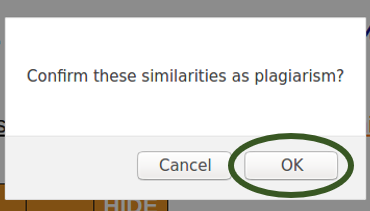 Confirm these similarities as plagiarism?
Cancel
OK
HIDE